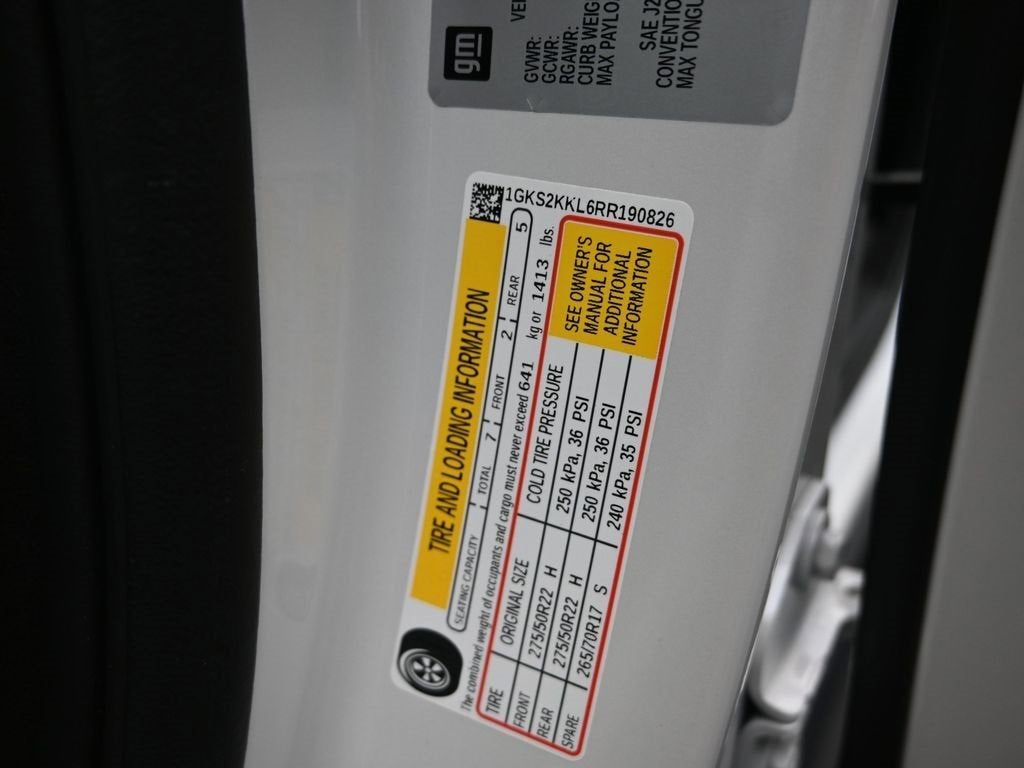 gm
VE
GVWR:
GCWR:
RGAWR:
CURB WEIG
MAX PAYLO
SAE J2
CONVENTIO
MAX TONGU
1GKS2KKL6RR190826
TIRE AND LOADING INFORMATION
SEATING CAPACITY TOTAL 7 FRONT 2 REAR 5
The combined weight of occupants and cargo must never exceed 641 kg or 1413 lbs.
TIRE ORIGINAL SIZE COLD TIRE PRESSURE
FRONT 275/50R22 H 250 kPa, 36 PSI
REAR 275/50R22 H 250 kPa, 36 PSI
SPARE 265/70R17 S 240 kPa, 35 PSI
SEE OWNER'S
MANUAL FOR
ADDITIONAL
INFORMATION